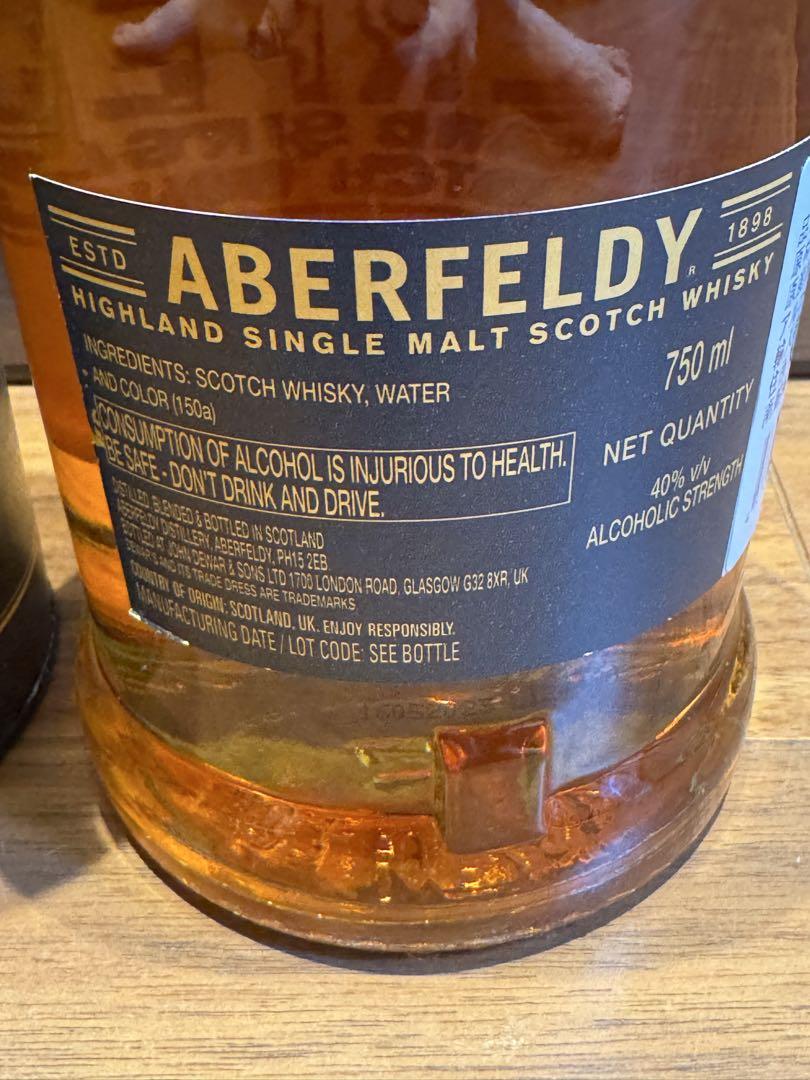 ESTD
ABERFELDY
R
1898
HIGHLAND SINGLE MALT SCOTCH WHISKY
INGREDIENTS: SCOTCH WHISKY, WATER
AND COLOR (150a)
750 ml
NET QUANTITY
CONSUMPTION OF ALCOHOL IS INJURIOUS TO HEALTH.
BE SAFE - DON'T DRINK AND DRIVE.
40% v/v
ALCOHOLIC STRENGTH
DISTILLED, BLENDED & BOTTLED IN SCOTLAND
ABERFELDY DISTILLERY, ABERFELDY, PH15 2EB
BOTTLED AT JOHN DEWAR & SONS LTD 1700 LONDON ROAD, GLASGOW G32 8XR, UK
AND ITS TRADE DRESS ARE TRADEMARKS
COUNTRY OF ORIGIN: SCOTLAND, UK. ENJOY RESPONSIBLY.
MANUFACTURING DATE / LOT CODE: SEE BOTTLE